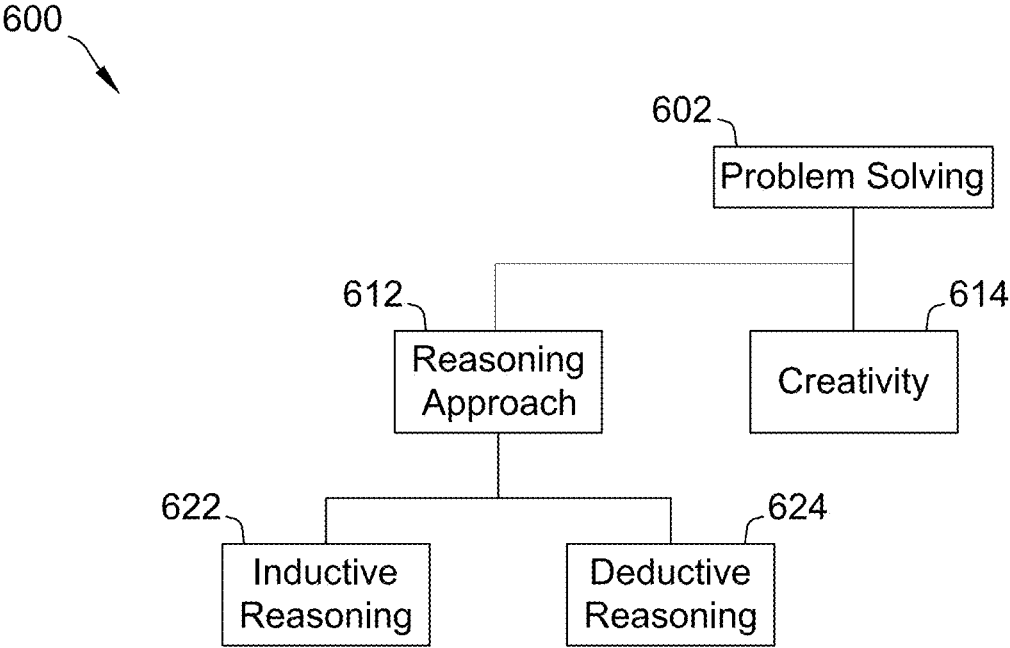 600
602
Problem Solving
612
614
Reasoning
Approach
Creativity
622
624
Inductive
Reasoning
Deductive
Reasoning